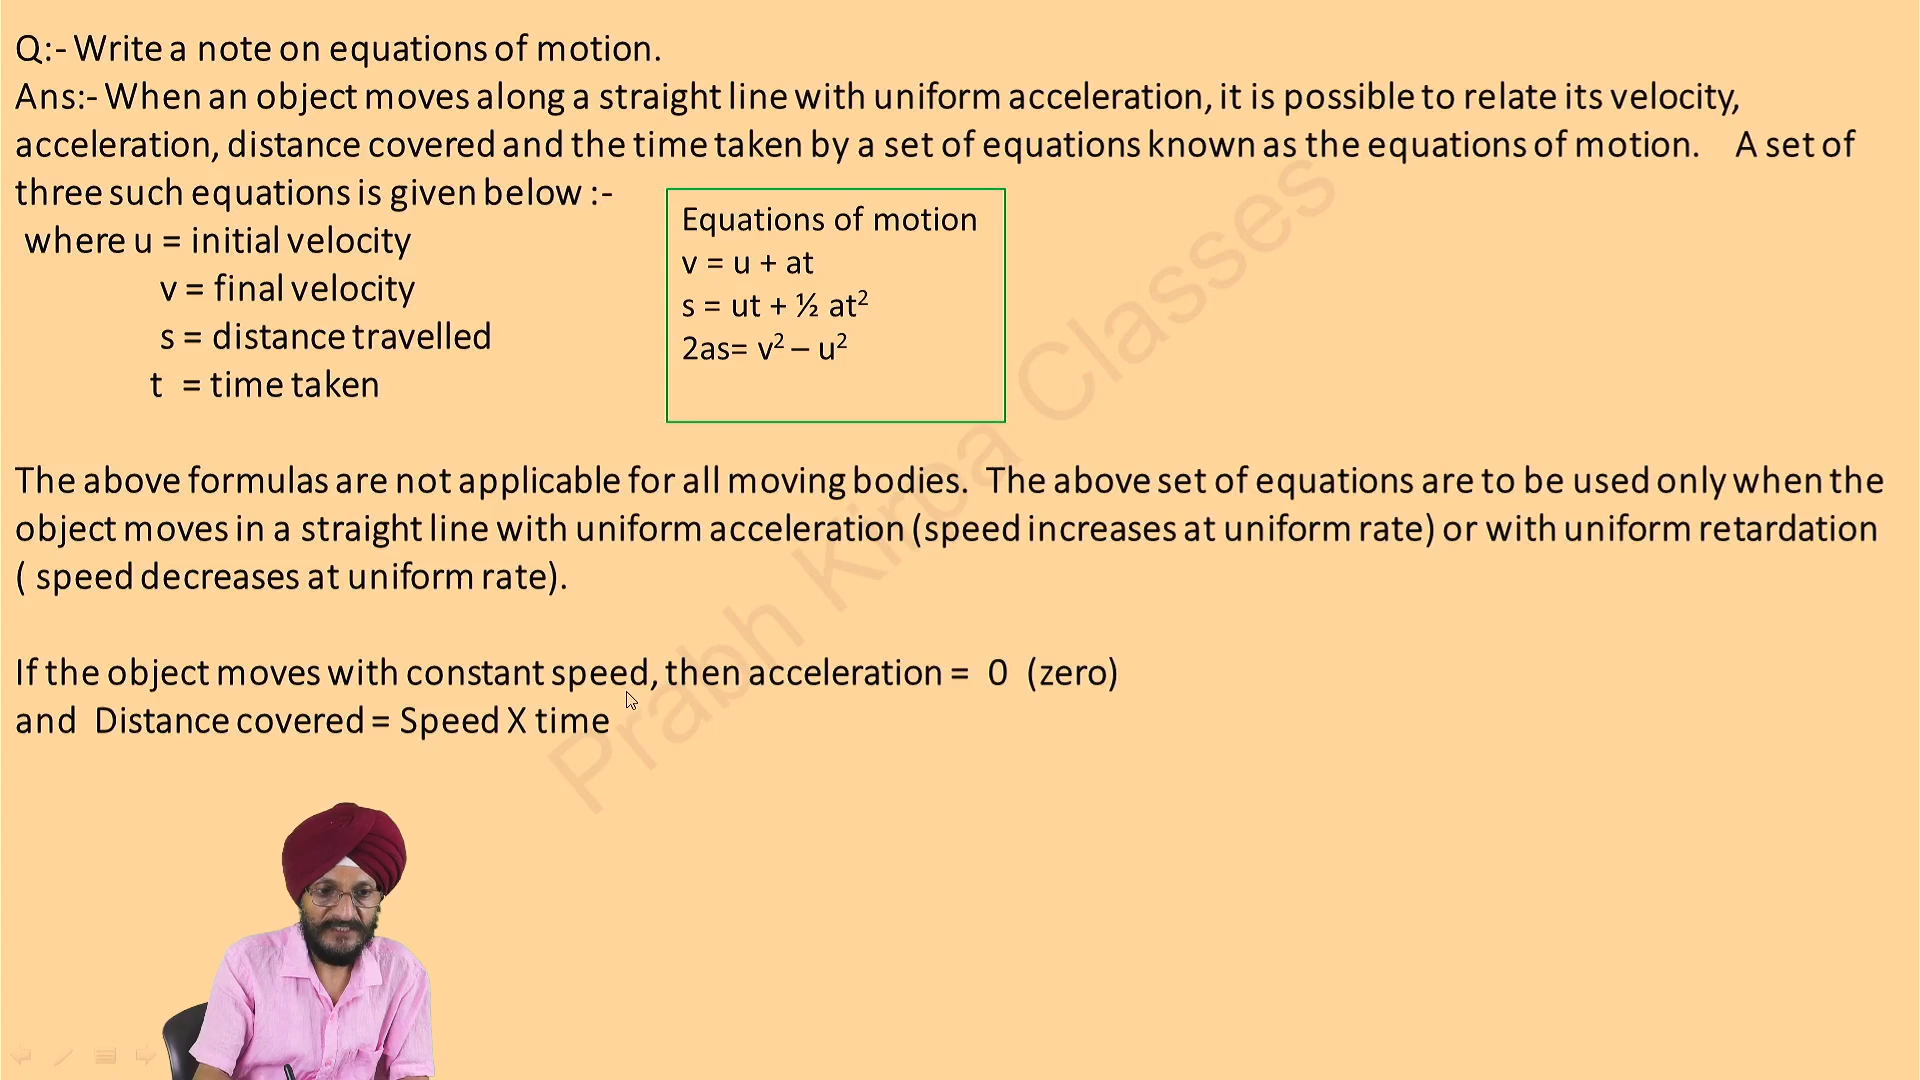 Q:- Write a note on equations of motion.
Ans:- When an object moves along a straight line with uniform acceleration, it is possible to relate its velocity,
acceleration, distance covered and the time taken by a set of equations known as the equations of motion. A set of
three such equations is given below :-
where u = initial velocity
v = final velocity
s = distance travelled
t = time taken
Equations of motion
v = u + at
s = ut + ½ at²
2as= v² – u²
The above formulas are not applicable for all moving bodies. The above set of equations are to be used only when the
object moves in a straight line with uniform acceleration (speed increases at uniform rate) or with uniform retardation
( speed decreases at uniform rate).
If the object moves with constant speed, then acceleration = 0 (zero)
and Distance covered = Speed X time
Prabh Kirpa Classes